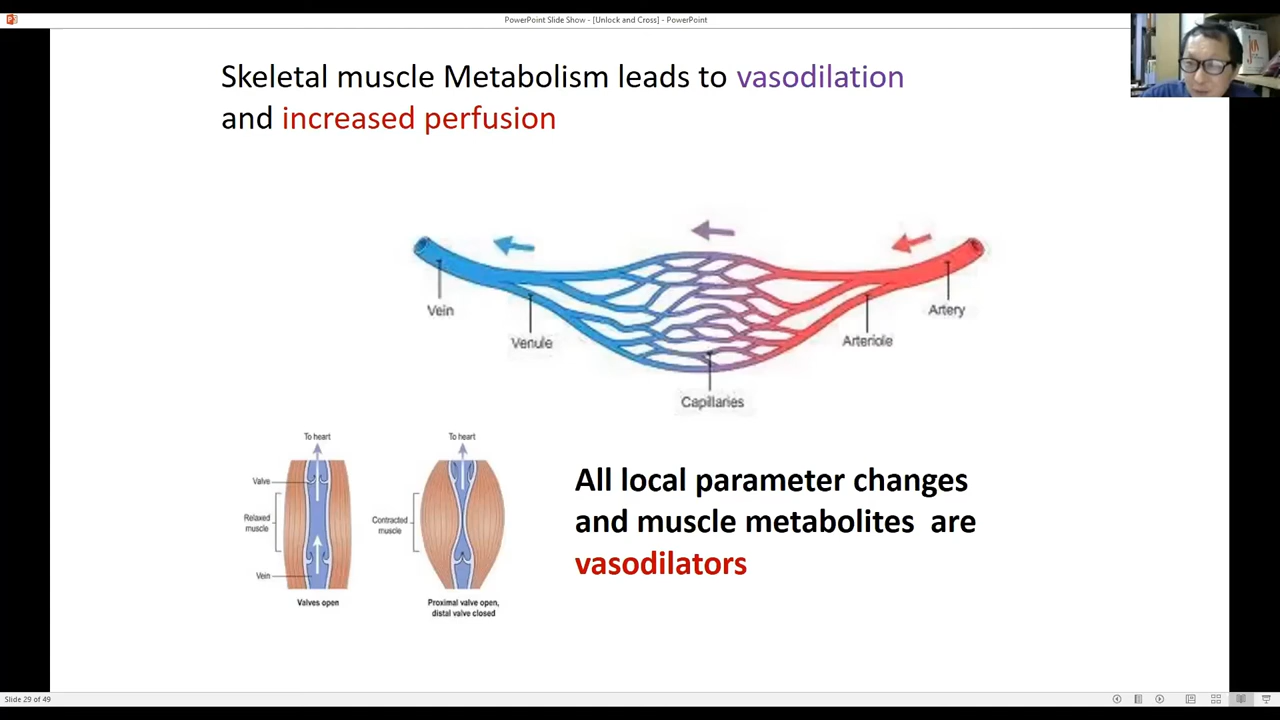 PowerPoint Slide Show - [Unlock and Cross] - PowerPoint
Skeletal muscle Metabolism leads to vasodilation
and increased perfusion
Vein
Venule
Capillaries
Arteriole
Artery
To heart
Valve
Relaxed
muscle
Vein
Valves open
To heart
Contracted
muscle
Proximal valve open,
distal valve closed
All local parameter changes
and muscle metabolites are
vasodilators
Slide 29 of 49